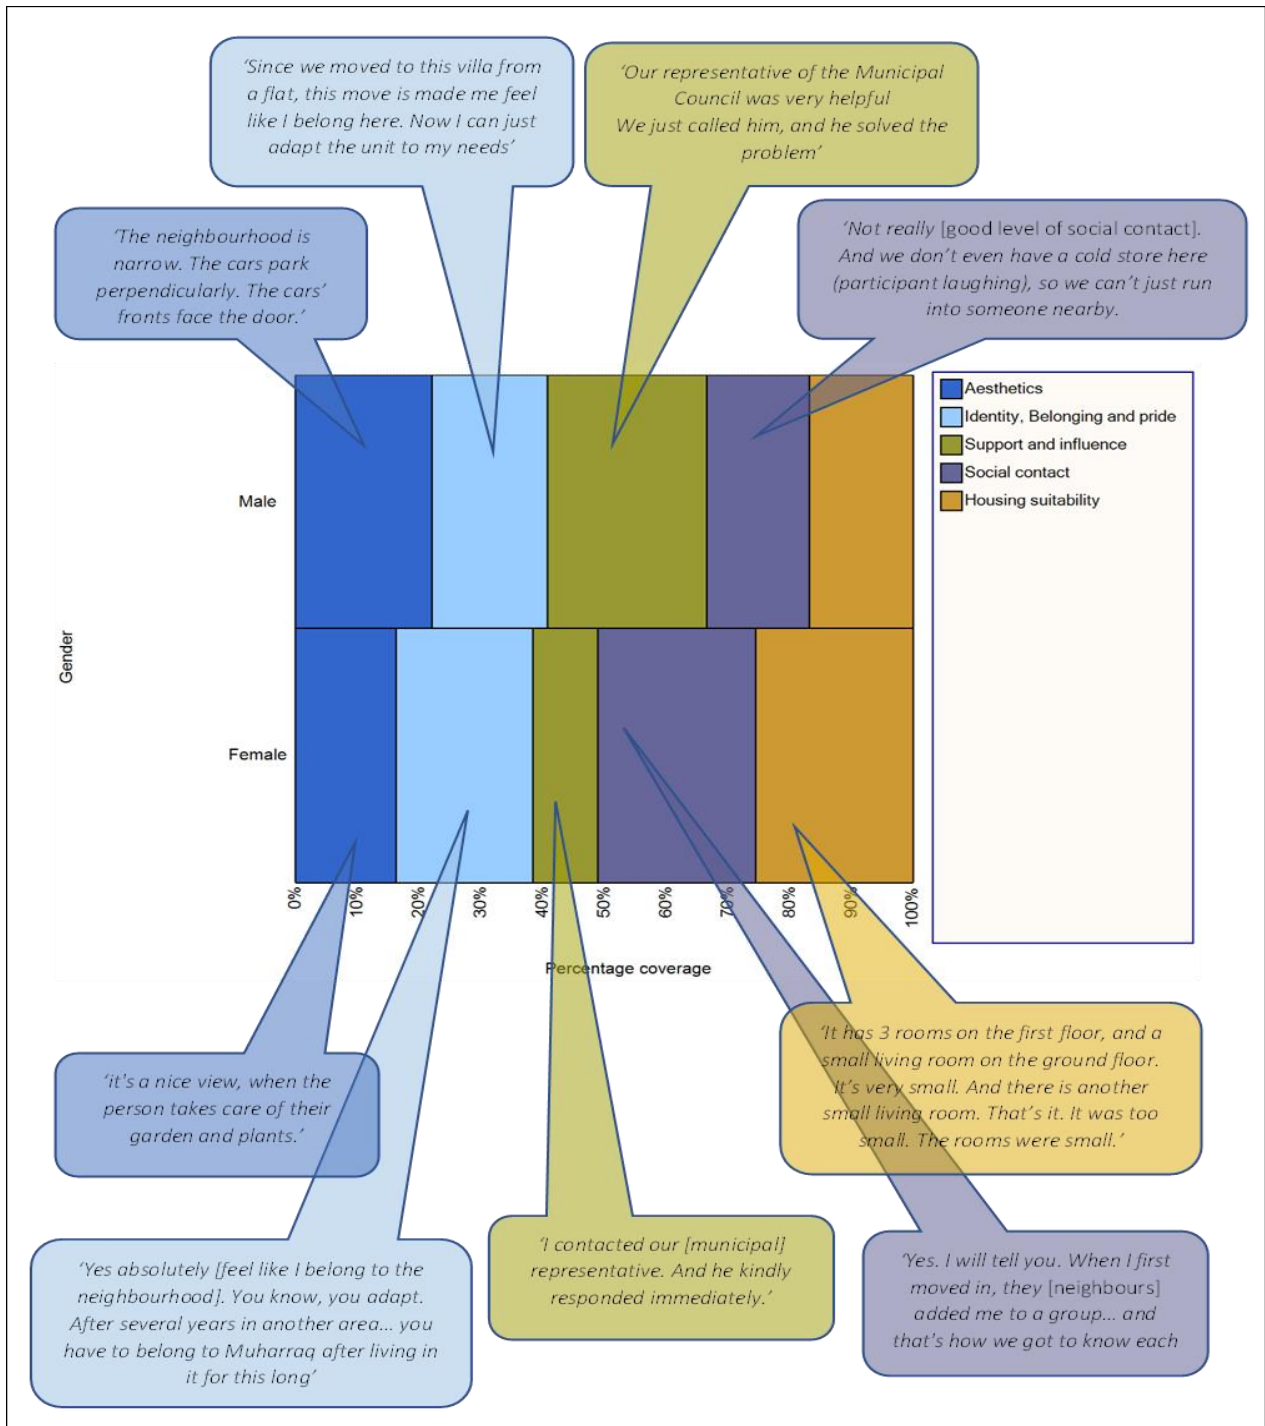 ‘Since we moved to this villa from
a flat, this move is made me feel
like I belong here. Now I can just
adapt the unit to my needs’
‘Our representative of the Municipal
Council was very helpful
We just called him, and he solved the
problem’
‘The neighbourhood is
narrow. The cars park
perpendicularly. The cars’
fronts face the door.’
‘Not really [good level of social contact].
And we don’t even have a cold store here
(participant laughing), so we can’t just run
into someone nearby.
Aesthetics
Identity, Belonging and pride
Support and influence
Social contact
Housing suitability
Male
Gender
Female
0%
10%
20%
30%
40%
50%
60%
70%
80%
90%
100%
Percentage coverage
‘It has 3 rooms on the first floor, and a
small living room on the ground floor.
It’s very small. And there is another
small living room. That’s it. It was too
small. The rooms were small.’
‘it's a nice view, when the
person takes care of their
garden and plants.’
‘I contacted our [municipal]
representative. And he kindly
responded immediately.’
‘Yes. I will tell you. When I first
moved in, they [neighbours]
added me to a group... and
that's how we got to know each
‘Yes absolutely [feel like I belong to the
neighbourhood]. You know, you adapt.
After several years in another area... you
have to belong to Muharraq after living in
it for this long’